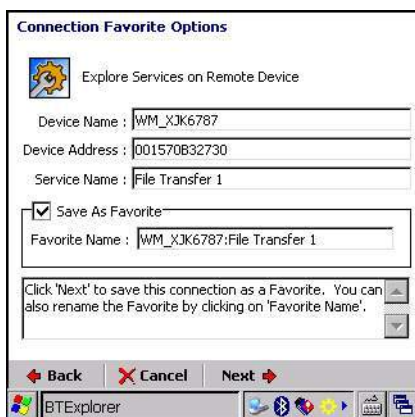 Connection Favorite Options
Explore Services on Remote Device
Device Name : WM_XJK6787
Device Address : 001570B32730
Service Name : File Transfer 1
Save As Favorite
Favorite Name : WM_XJK6787:File Transfer 1
Click 'Next' to save this connection as a Favorite. You can
also rename the Favorite by clicking on 'Favorite Name'.
Back Cancel Next
BTExplorer